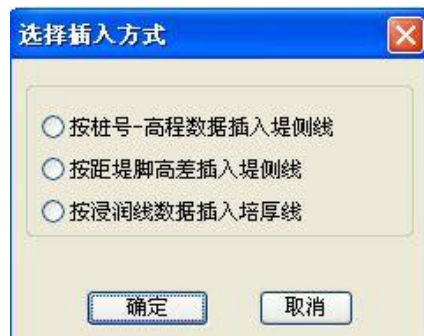 选择插入方式
按桩号-高程数据插入堤侧线
按距堤脚高差插入堤侧线
按浸润线数据插入培厚线
确定 取消